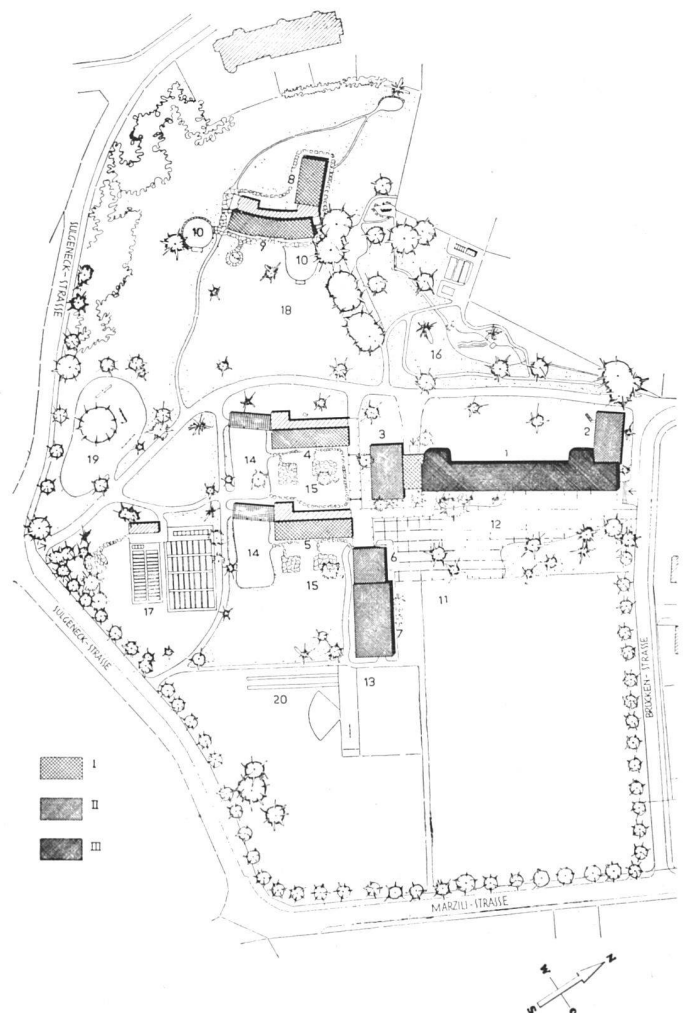 SULGENECK-STRASSE
8
10
9
10
18
16
2
3
1
4
19
14
15
12
5
6
14
15
17
11
7
13
20
SULGENECK-STRASSE
BRÜCKEN-STRASSE
I
II
III
MARZILI-STRASSE
N
W
S